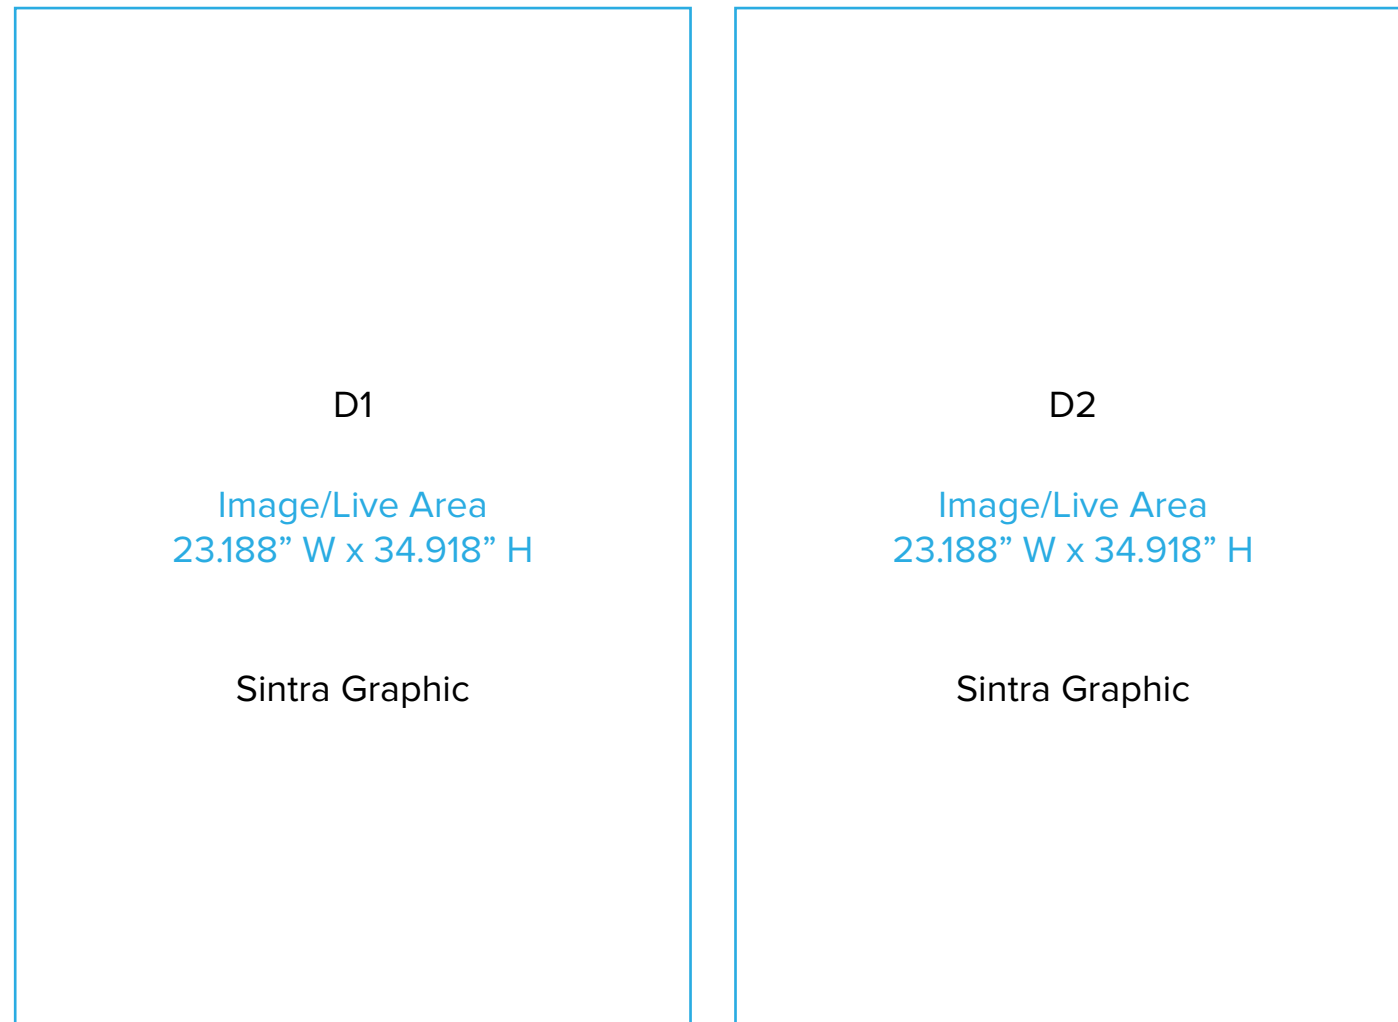 D1
Image/Live Area
23.188” W x 34.918” H
Sintra Graphic
D2
Image/Live Area
23.188” W x 34.918” H
Sintra Graphic